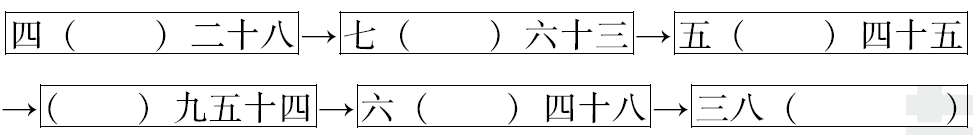 四（　　）二十八→七（　　）六十三→五（　　）四十五
→（　　）九五十四→六（　　）四十八→三八（　　　）